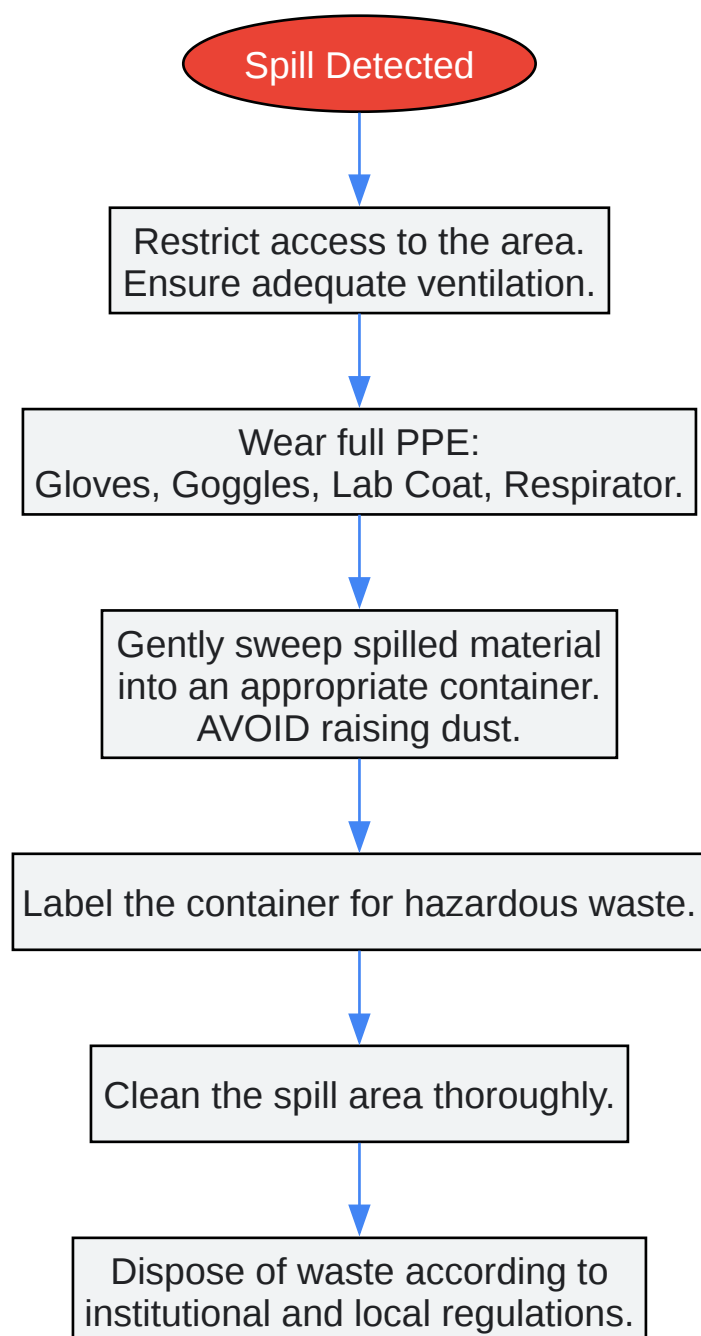 Spill Detected
Restrict access to the area.
Ensure adequate ventilation.
Wear full PPE:
Gloves, Goggles, Lab Coat, Respirator.
Gently sweep spilled material
into an appropriate container.
AVOID raising dust.
Label the container for hazardous waste.
Clean the spill area thoroughly.
Dispose of waste according to
institutional and local regulations.